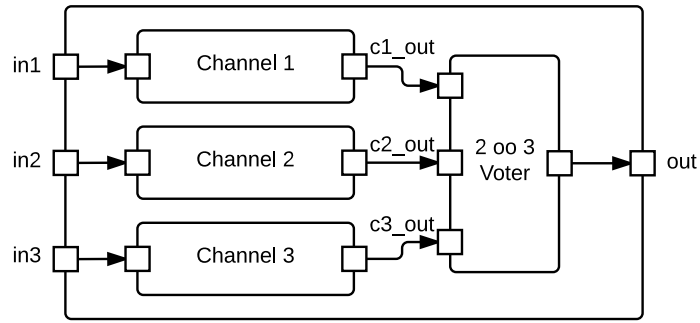 in1
Channel 1
c1_out
in2
Channel 2
c2_out
2 oo 3
Voter
out
in3
Channel 3
c3_out